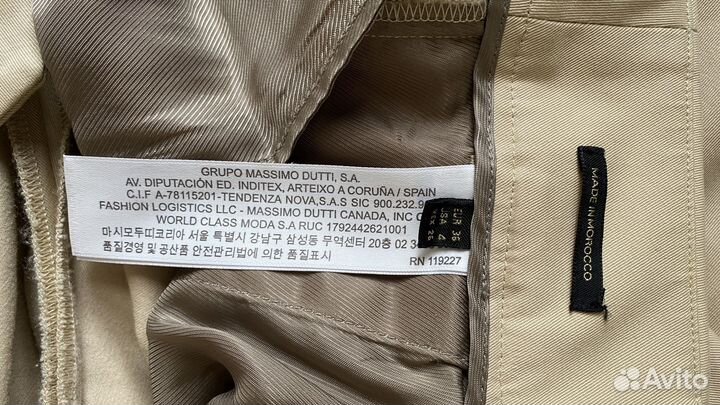 GRUPO MASSIMO DUTTI, S.A.
AV. DIPUTACIÓN ED. INDITEX, ARTEIXO A CORUÑA / SPAIN
C.I.F A-78115201-TENDENZA NOVA,S.A.S SIC 900.232.9
FASHION LOGISTICS LLC - MASSIMO DUTTI CANADA, INC
WORLD CLASS MODA S.A RUC 1792442621001
마시모두띠코리아 서울 특별시 강남구 삼성동 무역센터 20층 02 3
품질경영 및 공산품 안전관리법에 의한 품질표시
RN 119227
EUR 36
USA 4
MEX 26
MADE IN MOROCCO
Avito